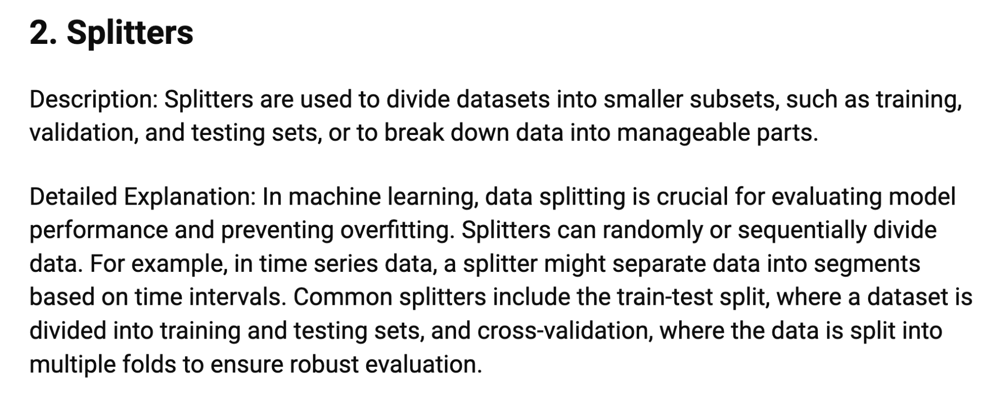 2. Splitters
Description: Splitters are used to divide datasets into smaller subsets, such as training,
validation, and testing sets, or to break down data into manageable parts.
Detailed Explanation: In machine learning, data splitting is crucial for evaluating model
performance and preventing overfitting. Splitters can randomly or sequentially divide
data. For example, in time series data, a splitter might separate data into segments
based on time intervals. Common splitters include the train-test split, where a dataset is
divided into training and testing sets, and cross-validation, where the data is split into
multiple folds to ensure robust evaluation.